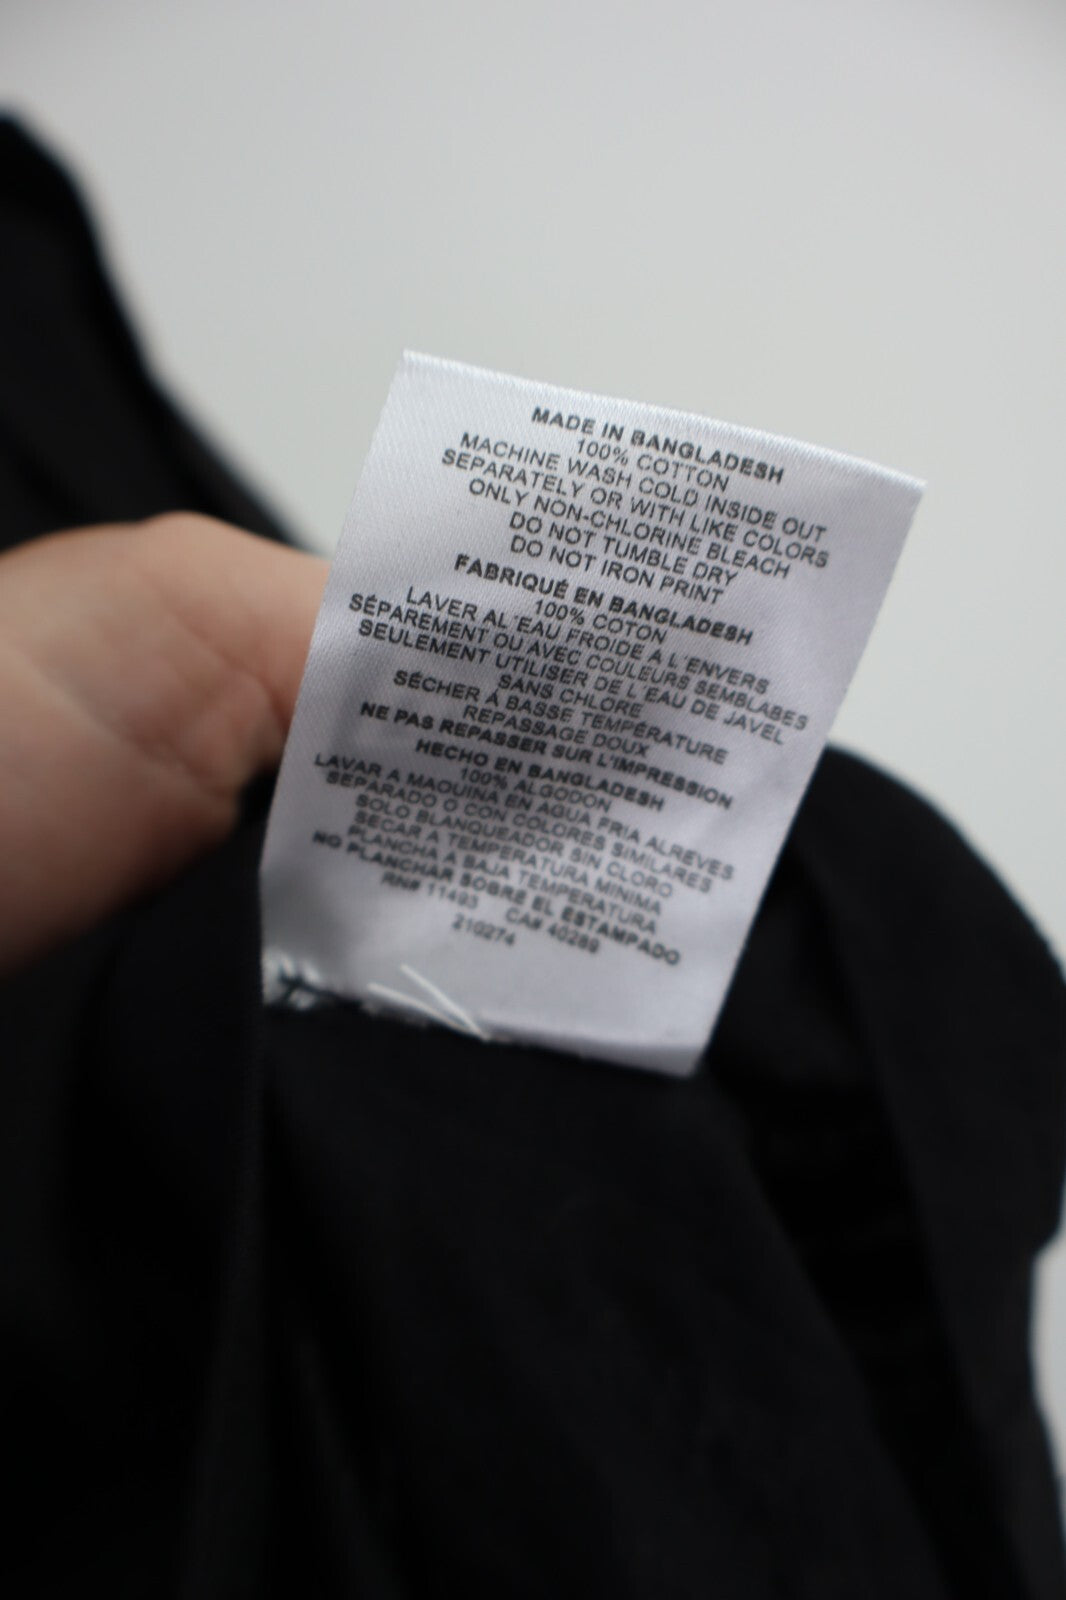 MADE IN BANGLADESH
100% COTTON
MACHINE WASH COLD INSIDE OUT
SEPARATELY OR WITH LIKE COLORS
ONLY NON-CHLORINE BLEACH
DO NOT TUMBLE DRY
DO NOT IRON PRINT
FABRIQUÉ EN BANGLADESH
100% COTON
LAVER AL´EAU FROIDE A L´ENVERS
SÉPAREMENT OU AVEC COULEURS SEMBLABES
SEULEMENT UTILISER DE L´EAU DE JAVEL
SANS CHLORE
SÉCHER À BASSE TEMPÉRATURE
REPASSAGE DOUX
NE PAS REPASSER SUR L´IMPRESSION
HECHO EN BANGLADESH
100% ALGODON
LAVAR A MAQUINA EN AGUA FRIA ALREVES
SEPARADO O CON COLORES SIMILARES
SOLO BLANQUEADOR SIN CLORO
SECAR A TEMPERATURA MINIMA
PLANCHA A BAJA TEMPERATURA
NO PLANCHAR SOBRE EL ESTAMPADO
RN# 11493 CA# 40289
210274